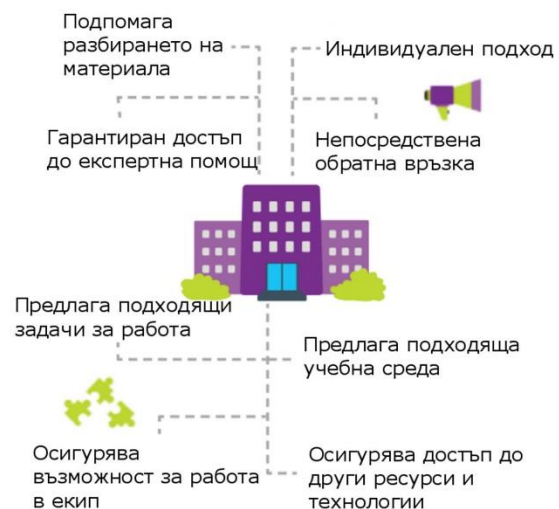 Подпомага
разбирането на
материала
Индивидуален подход
Гарантиран достъп
до експертна помощ
Непосредствена
обратна връзка
Предлага подходящи
задачи за работа
Предлага подходяща
учебна среда
Осигурява
възможност за работа
в екип
Осигурява достъп до
други ресурси и
технологии